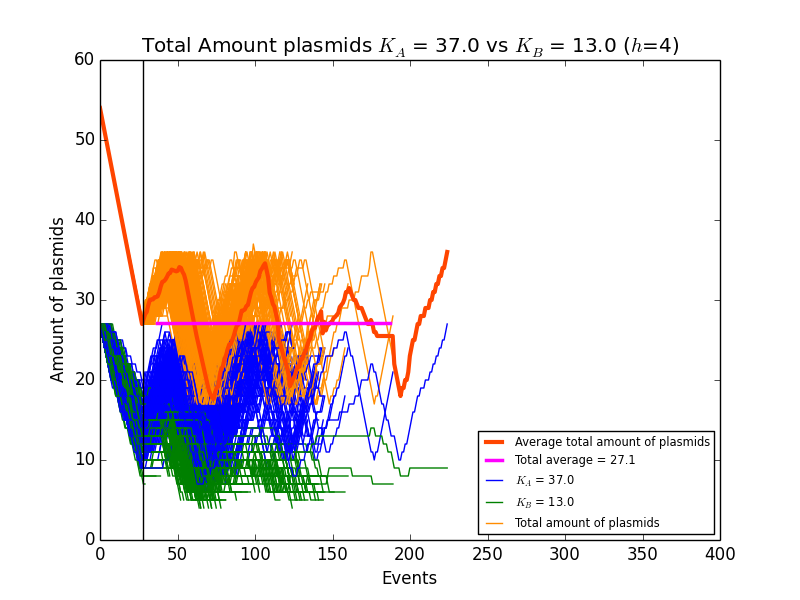 Total Amount plasmids K_A = 37.0 vs K_B = 13.0 (h=4)
60
50
40
30
20
10
0
Amount of plasmids
Average total amount of plasmids
Total average = 27.1
K_A = 37.0
K_B = 13.0
Total amount of plasmids
0 50 100 150 200 250 300 350 400
Events